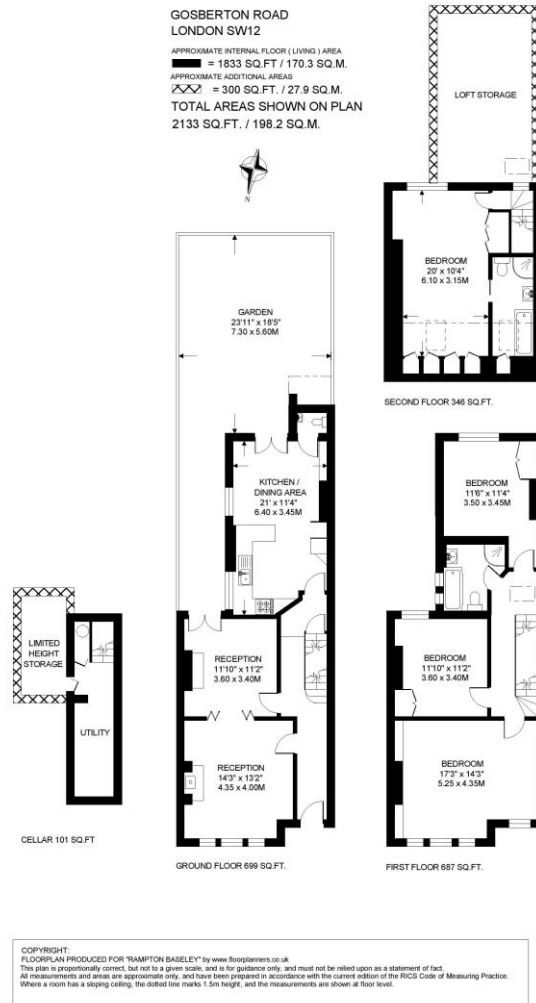 GOSBERTON ROAD
LONDON SW12
APPROXIMATE INTERNAL FLOOR ( LIVING ) AREA
= 1833 SQ.FT / 170.3 SQ.M.
APPROXIMATE ADDITIONAL AREAS
= 300 SQ.FT. / 27.9 SQ.M.
TOTAL AREAS SHOWN ON PLAN
2133 SQ.FT. / 198.2 SQ.M.
N
LOFT STORAGE
BEDROOM
20' x 10'4"
6.10 x 3.15M
SECOND FLOOR 346 SQ.FT.
GARDEN
23'11" x 18'5"
7.30 x 5.60M
KITCHEN /
DINING AREA
21' x 11'4"
6.40 x 3.45M
RECEPTION
11'10" x 11'2"
3.60 x 3.40M
RECEPTION
14'3" x 13'2"
4.35 x 4.00M
GROUND FLOOR 699 SQ.FT.
BEDROOM
11'6" x 11'4"
3.50 x 3.45M
BEDROOM
11'10" x 11'2"
3.60 x 3.40M
BEDROOM
17'3" x 14'3"
5.25 x 4.35M
FIRST FLOOR 687 SQ.FT.
LIMITED
HEIGHT
STORAGE
UTILITY
CELLAR 101 SQ.FT
COPYRIGHT:
FLOORPLAN PRODUCED FOR "RAMPTON BASELEY" by www.floorplanners.co.uk
This plan is proportionally correct, but not to a given scale, and is for guidance only, and must not be relied upon as a statement of fact.
All measurements and areas are approximate only, and have been prepared in accordance with the current edition of the RICS Code of Measuring Practice.
Where a room has a sloping ceiling, the dotted line marks 1.5m height, and the measurements are shown at floor level.